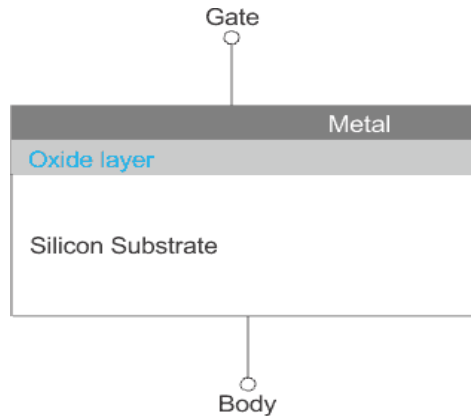 Gate
Metal
Oxide layer
Silicon Substrate
Body